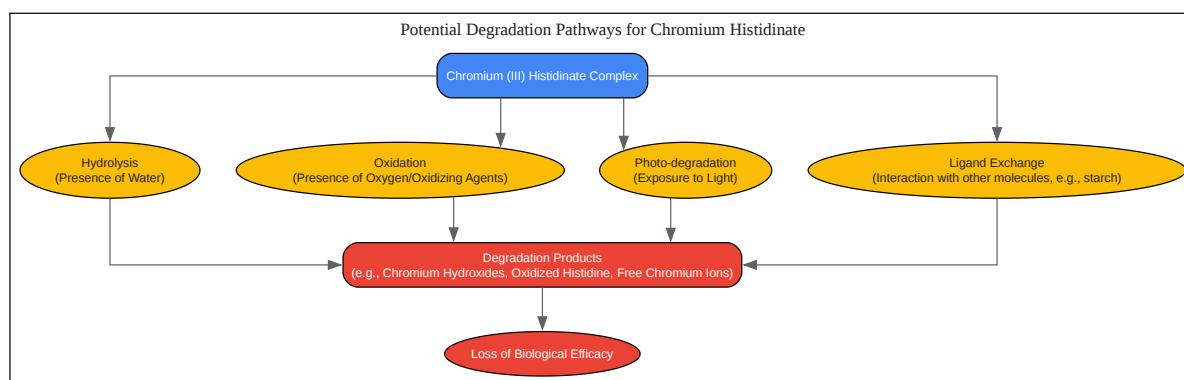 Potential Degradation Pathways for Chromium Histidinate
Chromium (III) Histidinate Complex
Hydrolysis
(Presence of Water)
Oxidation
(Presence of Oxygen/Oxidizing Agents)
Photo-degradation
(Exposure to Light)
Ligand Exchange
(Interaction with other molecules, e.g., starch)
Degradation Products
(e.g., Chromium Hydroxides, Oxidized Histidine, Free Chromium Ions)
Loss of Biological Efficacy